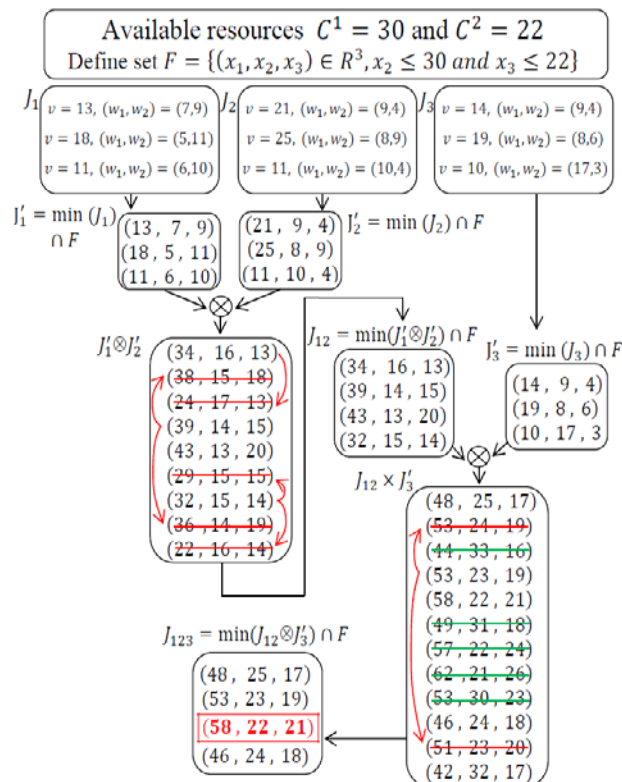 Available resources C¹ = 30 and C² = 22
Define set F = {(x₁, x₂, x₃) ∈ R³, x₂ ≤ 30 and x₃ ≤ 22}
J₁
v = 13, (w₁, w₂) = (7,9)
v = 18, (w₁, w₂) = (5,11)
v = 11, (w₁, w₂) = (6,10)
J₂
v = 21, (w₁, w₂) = (9,4)
v = 25, (w₁, w₂) = (8,9)
v = 11, (w₁, w₂) = (10,4)
J₃
v = 14, (w₁, w₂) = (9,4)
v = 19, (w₁, w₂) = (8,6)
v = 10, (w₁, w₂) = (17,3)
J₁′ = min (J₁)
∩ F
(13, 7, 9)
(18, 5, 11)
(11, 6, 10)
(21, 9, 4)
(25, 8, 9)
(11, 10, 4)
J₂′ = min (J₂) ∩ F
⊗
J₁′⊗J₂′
(34 , 16 , 13)
(38 , 15 , 18)
(24 , 17 , 13)
(39 , 14 , 15)
(43 , 13 , 20)
(29 , 15 , 15)
(32 , 15 , 14)
(36 , 14 , 19)
(22 , 16 , 14)
J₁₂ = min(J₁′⊗J₂′) ∩ F
(34 , 16, 13)
(39 , 14 , 15)
(43 , 13 , 20)
(32 , 15 , 14)
J₃′ = min (J₃) ∩ F
(14 , 9 , 4)
(19 , 8 , 6)
(10 , 17 , 3
⊗
J₁₂ × J₃′
(48 , 25 , 17)
(53 , 24 , 19)
(44 , 33 , 16)
(53 , 23 , 19)
(58 , 22 , 21)
(49 , 31 , 18)
(57 , 22 , 24)
(62 , 21 , 26)
(53 , 30 , 23)
(46 , 24 , 18)
(51 , 23 , 20)
(42 , 32 , 17)
J₁₂₃ = min(J₁₂⊗J₃′) ∩ F
(48 , 25 , 17)
(53 , 23 , 19)
(58 , 22, 21)
(46 , 24 , 18)